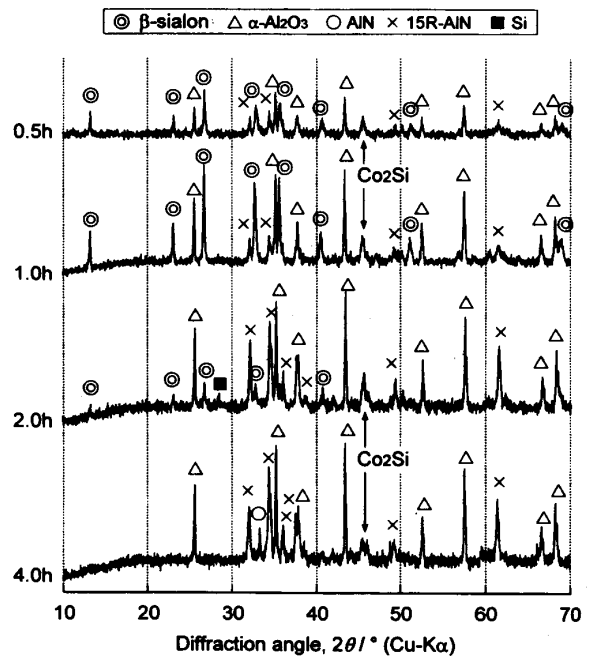 ◎ β-sialon △ α-Al₂O₃ ○ AlN × 15R-AlN ■ Si
0.5h
Co₂Si
1.0h
2.0h
Co₂Si
4.0h
10 20 30 40 50 60 70
Diffraction angle, 2θ / ° (Cu-Kα)